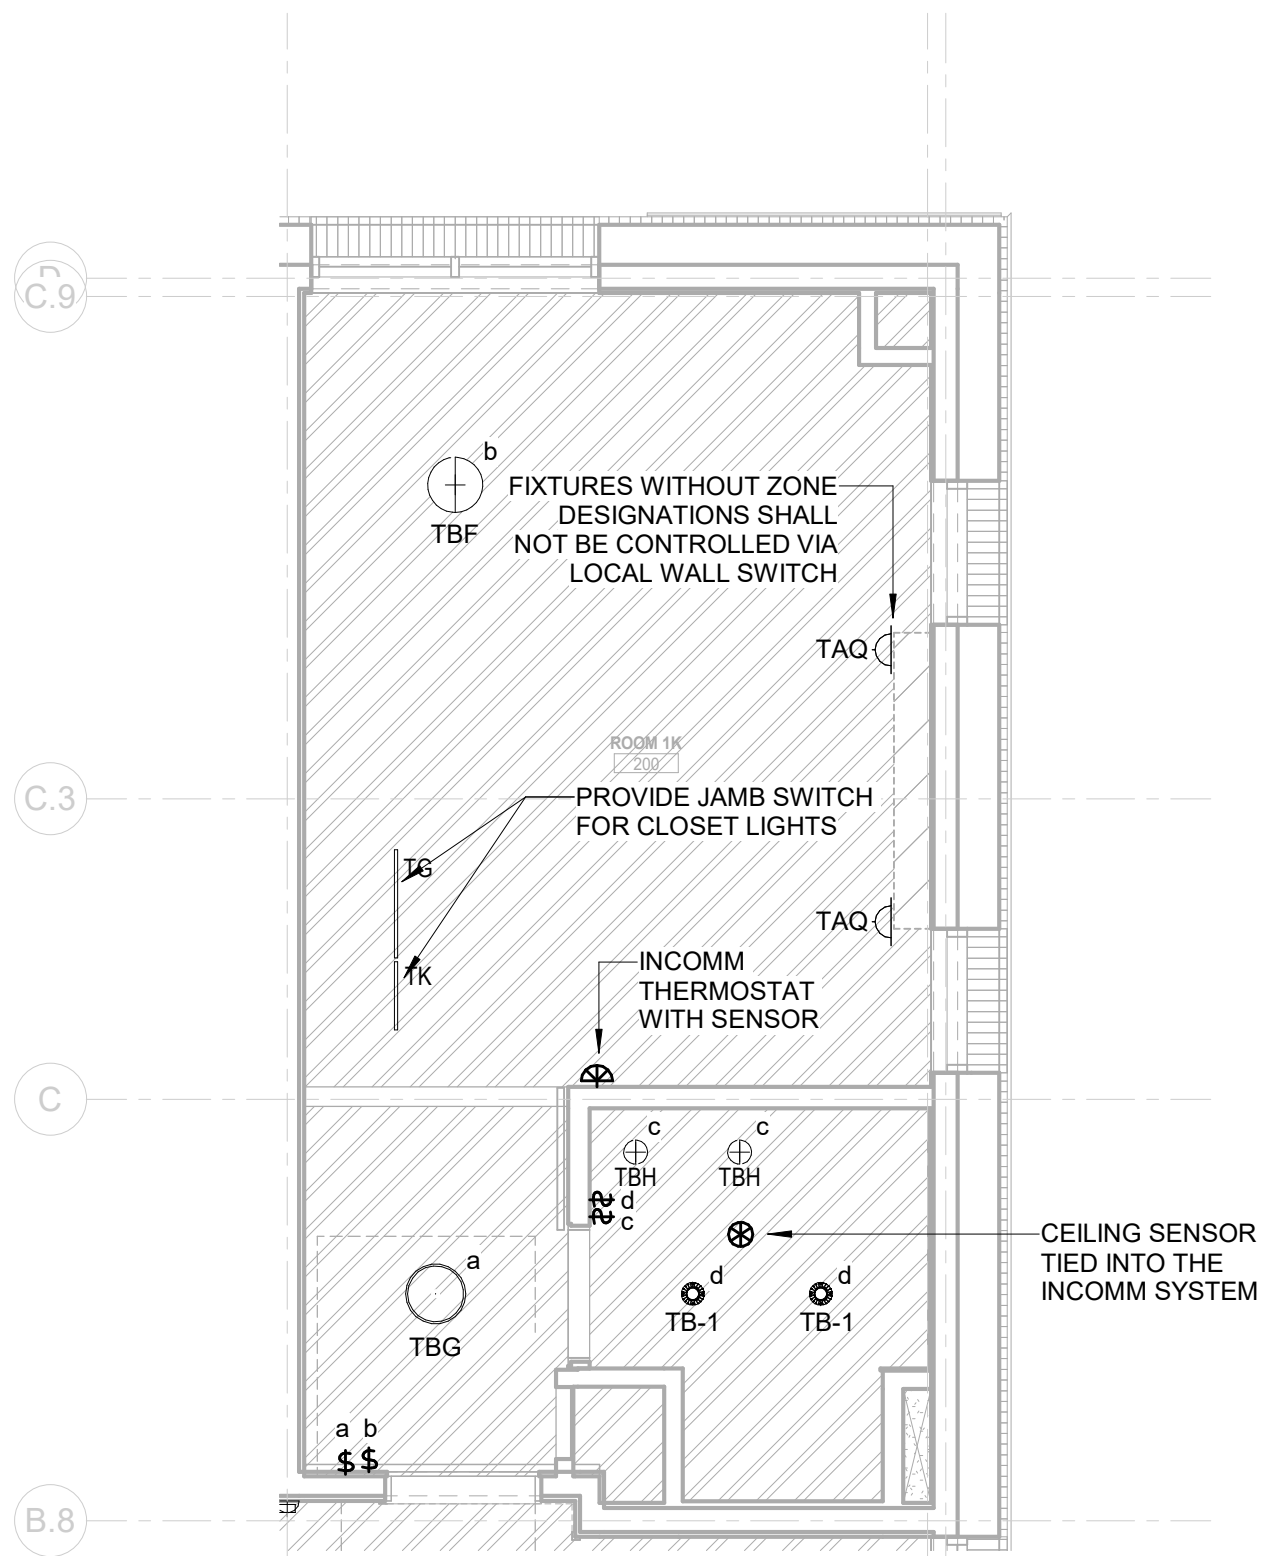 D
C.9
b
TBF
FIXTURES WITHOUT ZONE
DESIGNATIONS SHALL
NOT BE CONTROLLED VIA
LOCAL WALL SWITCH
TAQ
ROOM 1K
200
C.3
PROVIDE JAMB SWITCH
FOR CLOSET LIGHTS
TG
TAQ
TK
INCOMM
THERMOSTAT
WITH SENSOR
C
c
c
TBH
TBH
$ d
$ c
CEILING SENSOR
TIED INTO THE
INCOMM SYSTEM
a
d
d
TBG
TB-1
TB-1
a b
$ $
B.8